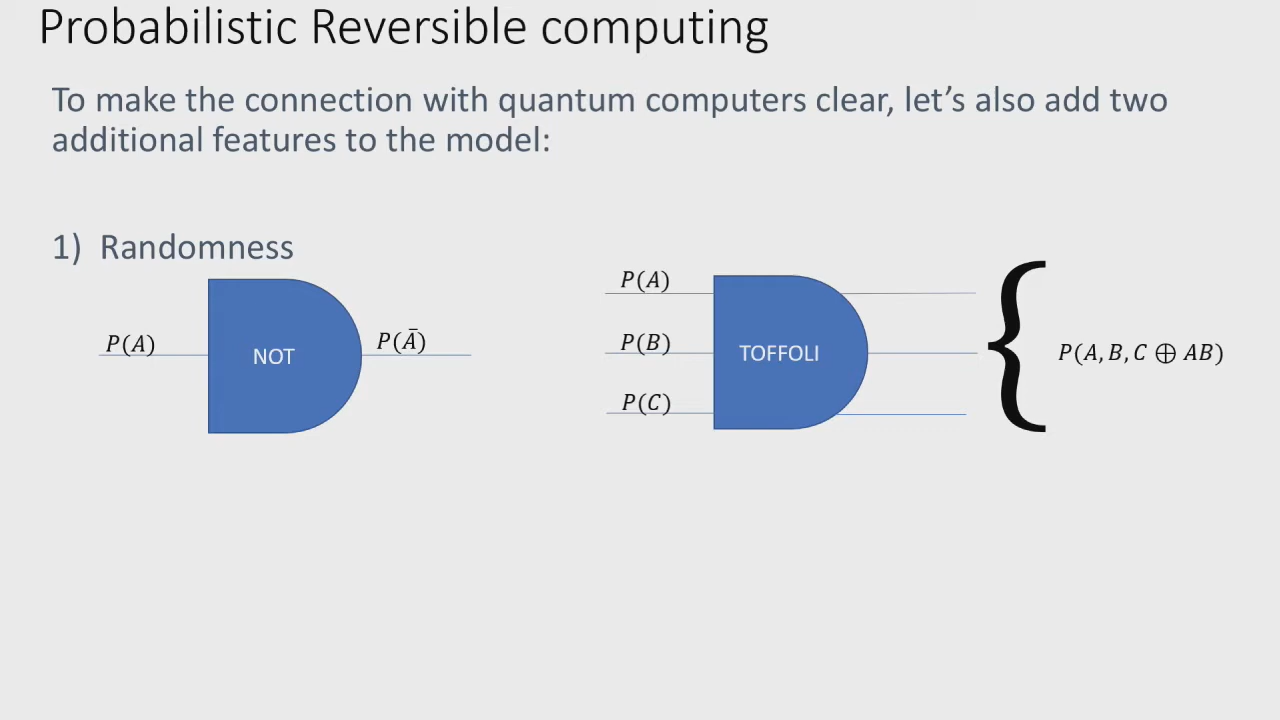 Probabilistic Reversible computing
To make the connection with quantum computers clear, let’s also add two
additional features to the model:
1) Randomness
P(A)
NOT
P(Ā)
P(A)
P(B)
P(C)
TOFFOLI
{
P(A, B, C ⊕ AB)